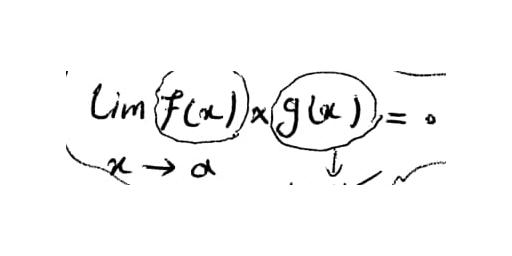 Lim f(x) × g(x) = 0
x → a